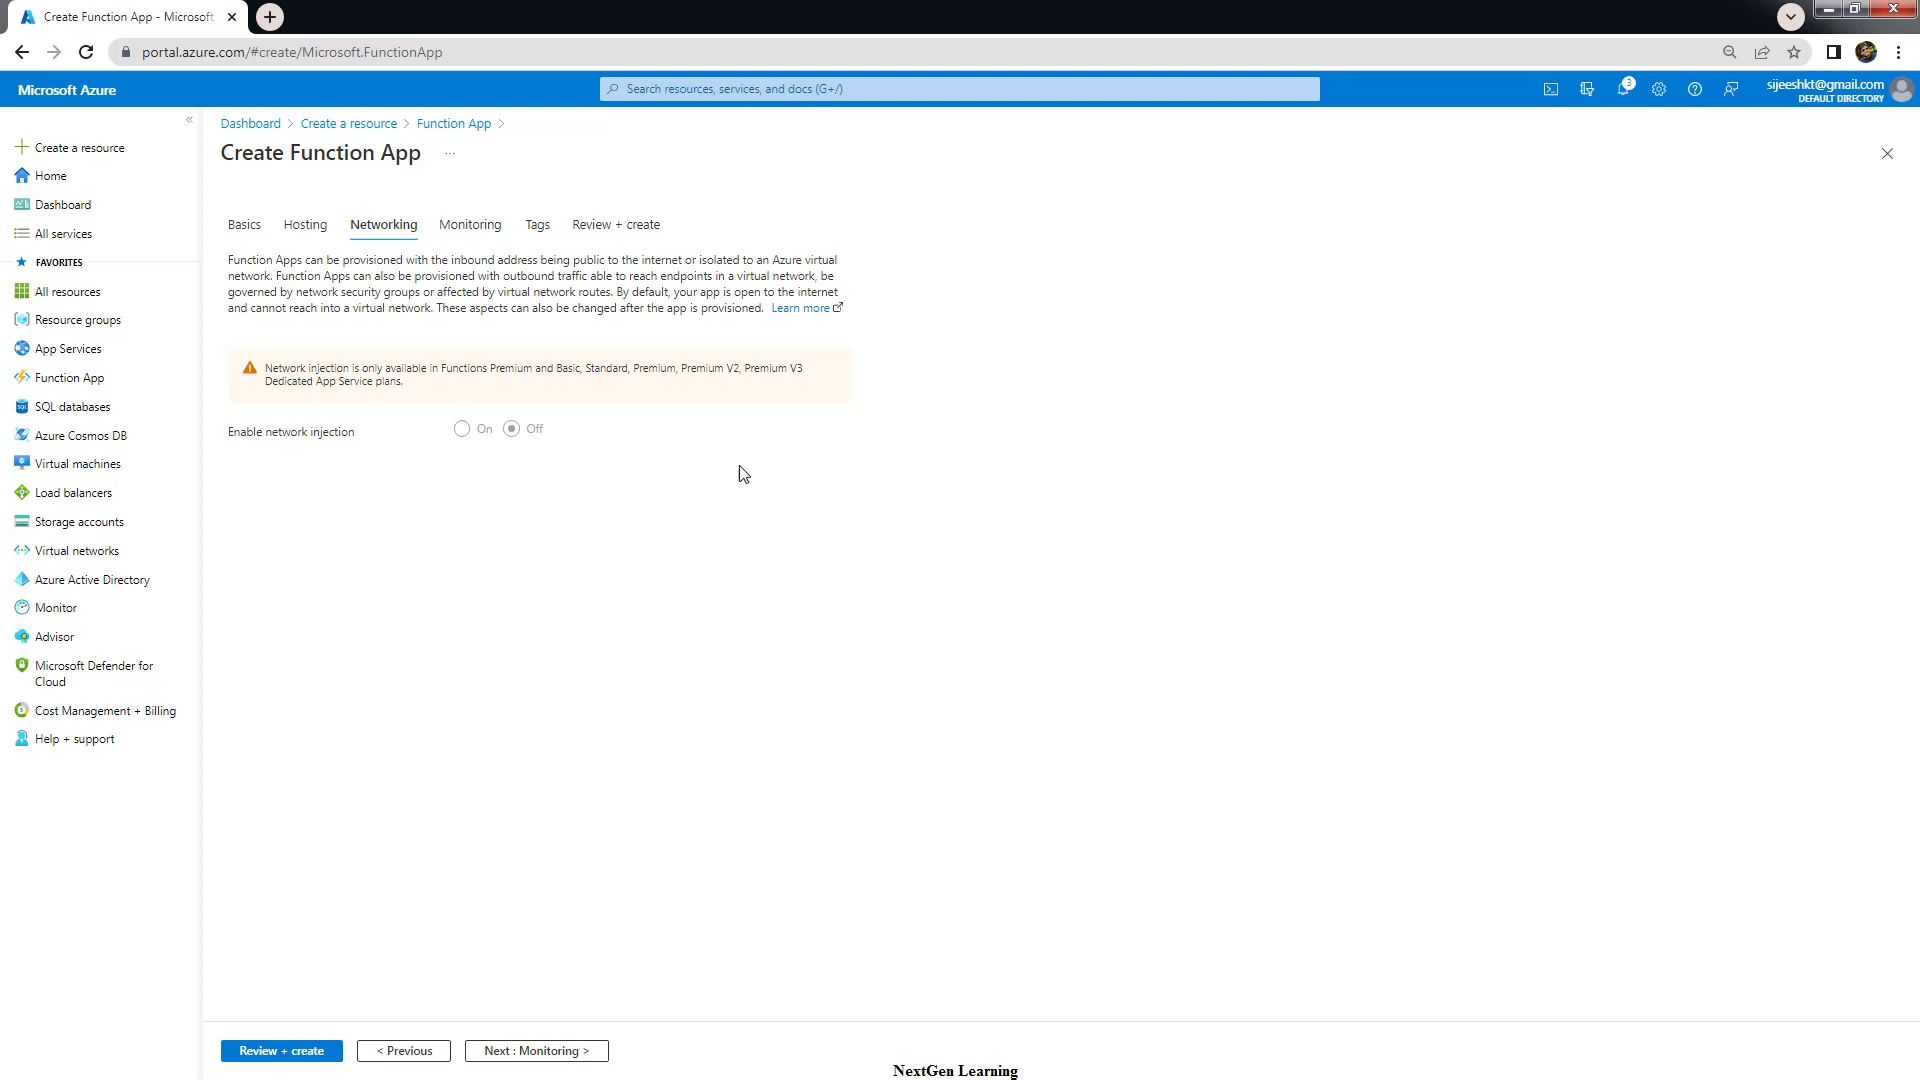 Create Function App - Microsoft
portal.azure.com/#create/Microsoft.FunctionApp
Microsoft Azure
Search resources, services, and docs (G+/)
3
sijeeshkt@gmail.com
DEFAULT DIRECTORY
Create a resource
Home
Dashboard
All services
FAVORITES
All resources
Resource groups
App Services
Function App
SQL databases
Azure Cosmos DB
Virtual machines
Load balancers
Storage accounts
Virtual networks
Azure Active Directory
Monitor
Advisor
Microsoft Defender for
Cloud
Cost Management + Billing
Help + support
Dashboard > Create a resource > Function App >
Create Function App ...
Basics Hosting Networking Monitoring Tags Review + create
Function Apps can be provisioned with the inbound address being public to the internet or isolated to an Azure virtual
network. Function Apps can also be provisioned with outbound traffic able to reach endpoints in a virtual network, be
governed by network security groups or affected by virtual network routes. By default, your app is open to the internet
and cannot reach into a virtual network. These aspects can also be changed after the app is provisioned. Learn more
Network injection is only available in Functions Premium and Basic, Standard, Premium, Premium V2, Premium V3
Dedicated App Service plans.
Enable network injection On Off
Review + create < Previous Next : Monitoring >
NextGen Learning